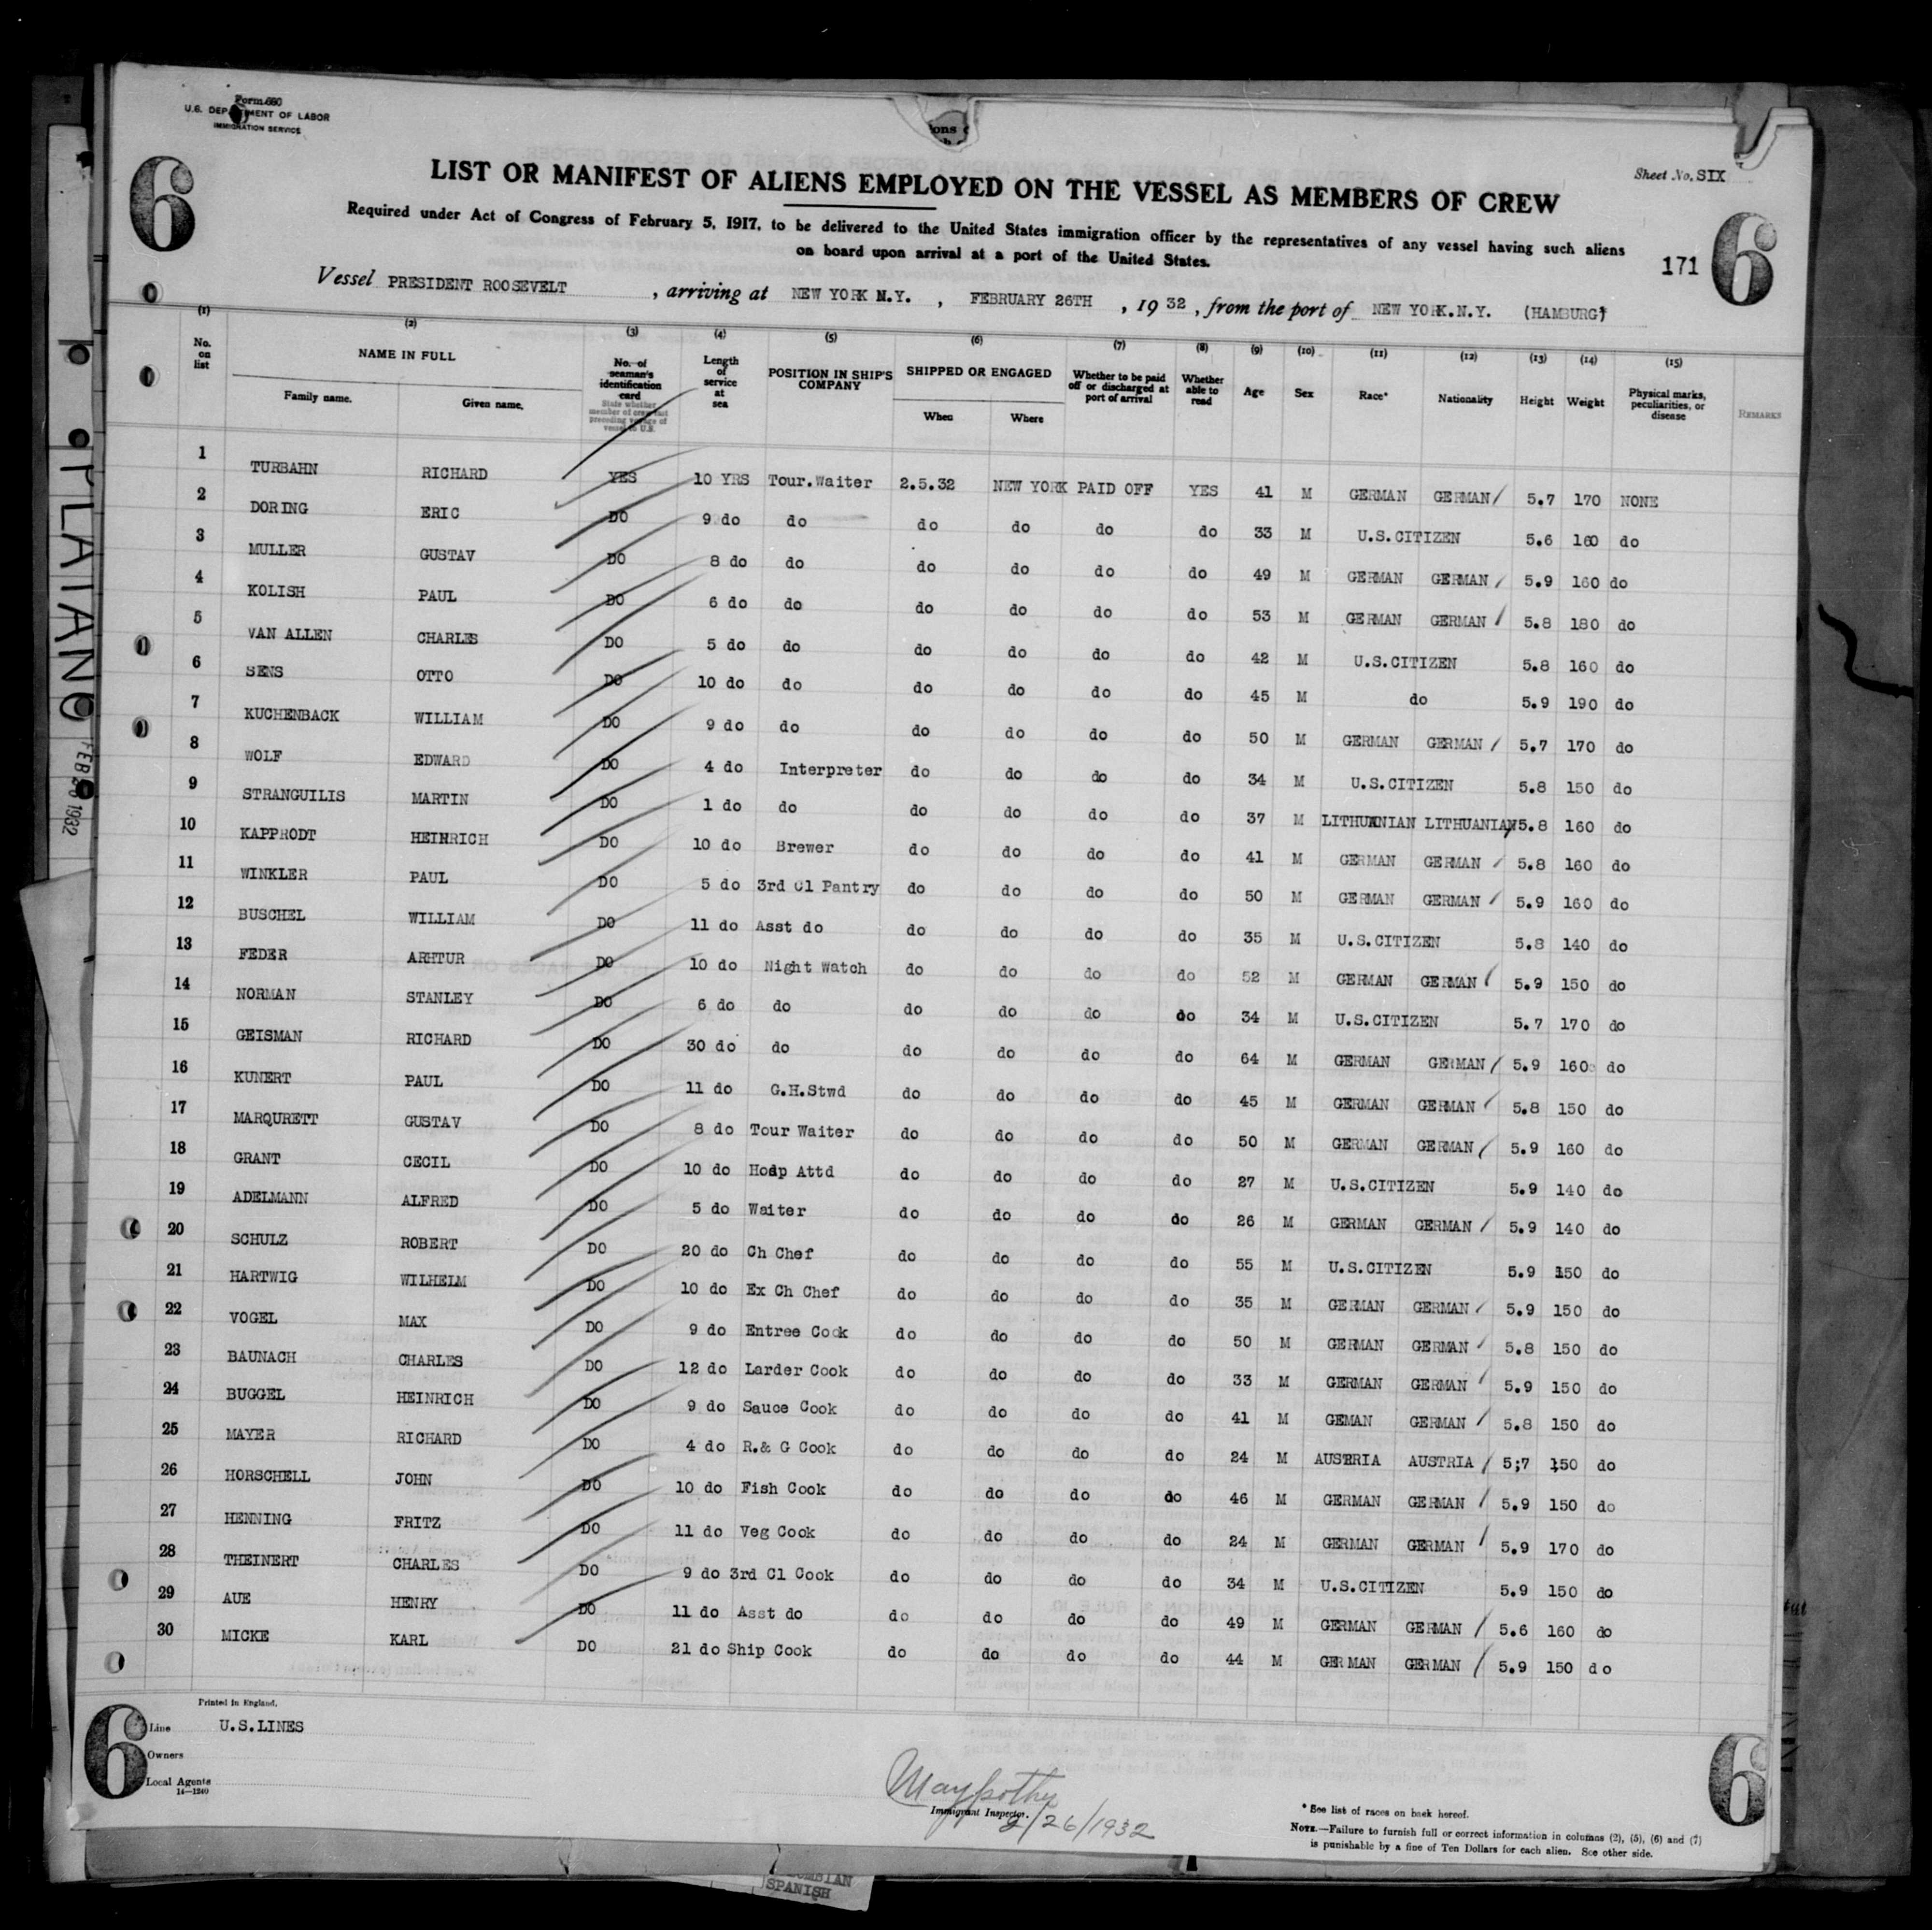 Form 680
U.S. DEPARTMENT OF LABOR
IMMIGRATION SERVICE
6
6
Sheet No. SIX
LIST OR MANIFEST OF ALIENS EMPLOYED ON THE VESSEL AS MEMBERS OF CREW
Required under Act of Congress of February 5, 1917, to be delivered to the United States immigration officer by the representatives of any vessel having such aliens
on board upon arrival at a port of the United States.
171
Vessel PRESIDENT ROOSEVELT, arriving at NEW YORK N.Y., FEBRUARY 26TH, 1932, from the port of NEW YORK.N.Y. (HAMBURG)
(1) (2) (3) (4) (5) (6) (7) (8) (9) (10) (11) (12) (13) (14) (15)
No. on list NAME IN FULL Family name. Given name. No. of seaman's identification card State whether member of crew last preceding voyage of vessel to U.S. Length of service at sea POSITION IN SHIP'S COMPANY SHIPPED OR ENGAGED When Where Whether to be paid off or discharged at port of arrival Whether able to read Age Sex Race* Nationality Height Weight Physical marks, peculiarities, or disease REMARKS
1 TURBAHN RICHARD YES 10 YRS Tour.Waiter 2.5.32 NEW YORK PAID OFF YES 41 M GERMAN GERMAN/ 5.7 170 NONE
2 DORING ERIC DO 9 do do do do do do 33 M U.S.CITIZEN 5.6 160 do
3 MULLER GUSTAV DO 8 do do do do do do 49 M GERMAN GERMAN/ 5.9 160 do
4 KOLISH PAUL DO 6 do do do do do do 53 M GERMAN GERMAN/ 5.8 180 do
5 VAN ALLEN CHARLES DO 5 do do do do do do 42 M U.S.CITIZEN 5.8 160 do
6 SENS OTTO DO 10 do do do do do do 45 M do 5.9 190 do
7 KUCHENBACK WILLIAM DO 9 do do do do do do 50 M GERMAN GERMAN/ 5.7 170 do
8 WOLF EDWARD DO 4 do Interpreter do do do do 34 M U.S.CITIZEN 5.8 150 do
9 STRANGUILIS MARTIN DO 1 do do do do do do 37 M LITHUANIAN LITHUANIAN/ 5.8 160 do
10 KAPPRODT HEINRICH DO 10 do Brewer do do do do 41 M GERMAN GERMAN/ 5.8 160 do
11 WINKLER PAUL DO 5 do 3rd Cl Pantry do do do do 50 M GERMAN GERMAN/ 5.9 160 do
12 BUSCHEL WILLIAM DO 11 do Asst do do do do do 35 M U.S.CITIZEN 5.8 140 do
13 FEDER ARHTUR DO 10 do Night Watch do do do do 52 M GERMAN GERMAN/ 5.9 150 do
14 NORMAN STANLEY DO 6 do do do do do do 34 M U.S.CITIZEN 5.7 170 do
15 GEISMAN RICHARD DO 30 do do do do do do 64 M GERMAN GERMAN/ 5.9 160 do
16 KUNERT PAUL DO 11 do G.H.Stwd do do do do 45 M GERMAN GERMAN/ 5.8 150 do
17 MARQURETT GUSTAV DO 8 do Tour Waiter do do do do 50 M GERMAN GERMAN/ 5.9 160 do
18 GRANT CECIL DO 10 do Hosp Attd do do do do 27 M U.S.CITIZEN 5.9 140 do
19 ADELMANN ALFRED DO 5 do Waiter do do do do 26 M GERMAN GERMAN/ 5.9 140 do
20 SCHULZ ROBERT DO 20 do Ch Chef do do do do 55 M U.S.CITIZEN 5.9 150 do
21 HARTWIG WILHELM DO 10 do Ex Ch Chef do do do do 35 M GERMAN GERMAN/ 5.9 150 do
22 VOGEL MAX DO 9 do Entree Cook do do do do 50 M GERMAN GERMAN/ 5.8 150 do
23 BAUNACH CHARLES DO 12 do Larder Cook do do do do 33 M GERMAN GERMAN/ 5.9 150 do
24 BUGGEL HEINRICH DO 9 do Sauce Cook do do do do 41 M GEMAN GERMAN/ 5.8 150 do
25 MAYER RICHARD DO 4 do R.& G Cook do do do do 24 M AUSTRIA AUSTRIA/ 5;7 150 do
26 HORSCHELL JOHN DO 10 do Fish Cook do do do do 46 M GERMAN GERMAN/ 5.9 150 do
27 HENNING FRITZ DO 11 do Veg Cook do do do do 24 M GERMAN GERMAN/ 5.9 170 do
28 THEINERT CHARLES DO 9 do 3rd Cl Cook do do do do 34 M U.S.CITIZEN 5.9 150 do
29 AUE HENRY DO 11 do Asst do do do do do 49 M GERMAN GERMAN/ 5.6 160 do
30 MICKE KARL DO 21 do Ship Cook do do do do 44 M GERMAN GERMAN/ 5.9 150 do
Printed in England.
6
6
Line U.S.LINES
Owners
Local Agents
14—1240
Immigrant Inspector.
2/26/1932
* See list of races on back hereof.
NOTE.—Failure to furnish full or correct information in columns (2), (5), (6) and (7)
is punishable by a fine of Ten Dollars for each alien. See other side.
PLATANO
1932
SPANISH